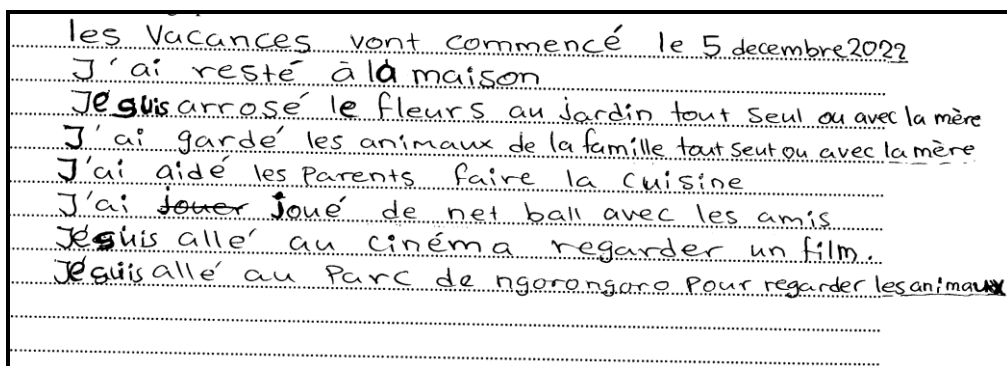 les Vacances vont commencé le 5 decembre 2022
J'ai resté à la maison
Je suis arrosé le fleurs au jardin tout seul ou avec la mère
J'ai gardé les animaux de la famille tout seul ou avec la mère
J'ai aidé les Parents faire la cuisine
J'ai jouer joué de net ball avec les amis
Je suis allé au cinéma regarder un film.
Je suis allé au Parc de ngorongoro Pour regarder les animaux